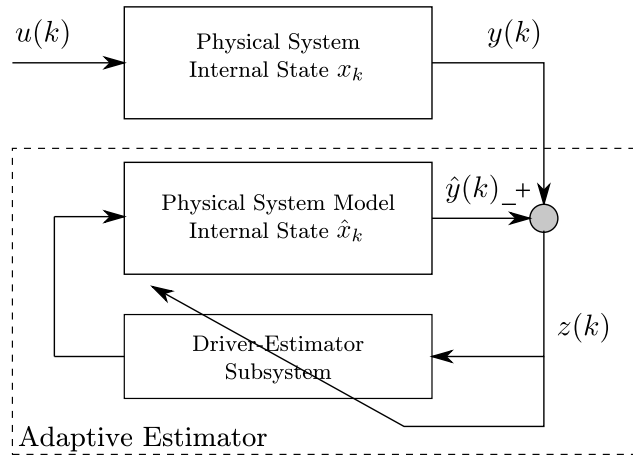 u(k)
Physical System
Internal State x_k
y(k)
Physical System Model
Internal State x̂_k
ŷ(k)
− +
Driver-Estimator
Subsystem
z(k)
Adaptive Estimator